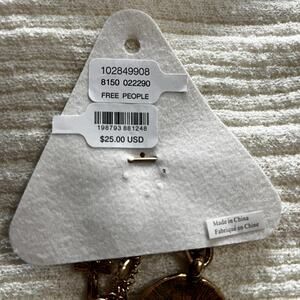 102849908
8150 022290
FREE PEOPLE
198793 881248
$25.00 USD
Made in China
Fabriqué en Chine